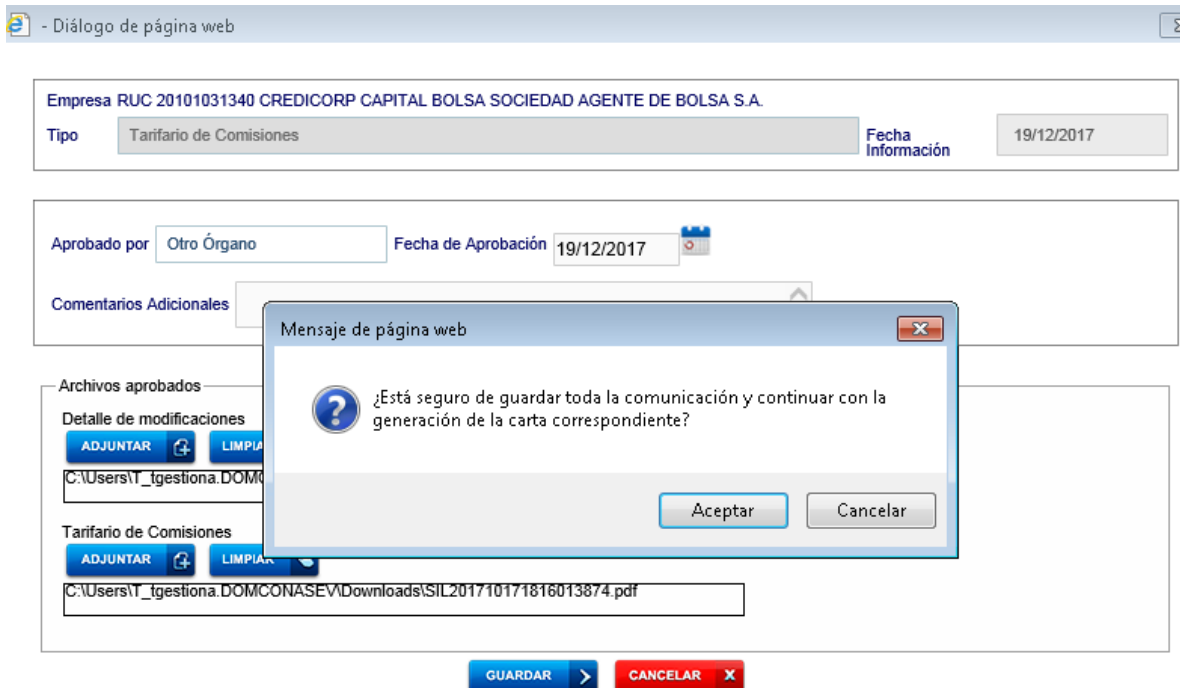 - Diálogo de página web
Empresa RUC 20101031340 CREDICORP CAPITAL BOLSA SOCIEDAD AGENTE DE BOLSA S.A.
Tipo Tarifario de Comisiones Fecha Información 19/12/2017
Aprobado por Otro Órgano Fecha de Aprobación 19/12/2017
Comentarios Adicionales
Mensaje de página web
¿Está seguro de guardar toda la comunicación y continuar con la
generación de la carta correspondiente?
Aceptar Cancelar
Archivos aprobados
Detalle de modificaciones
ADJUNTAR
C:\Users\T_tgestiona.DOM
Tarifario de Comisiones
ADJUNTAR LIMPIAR
C:\Users\T_tgestiona.DOMCONASEV\Downloads\SIL201710171816013874.pdf
GUARDAR CANCELAR X